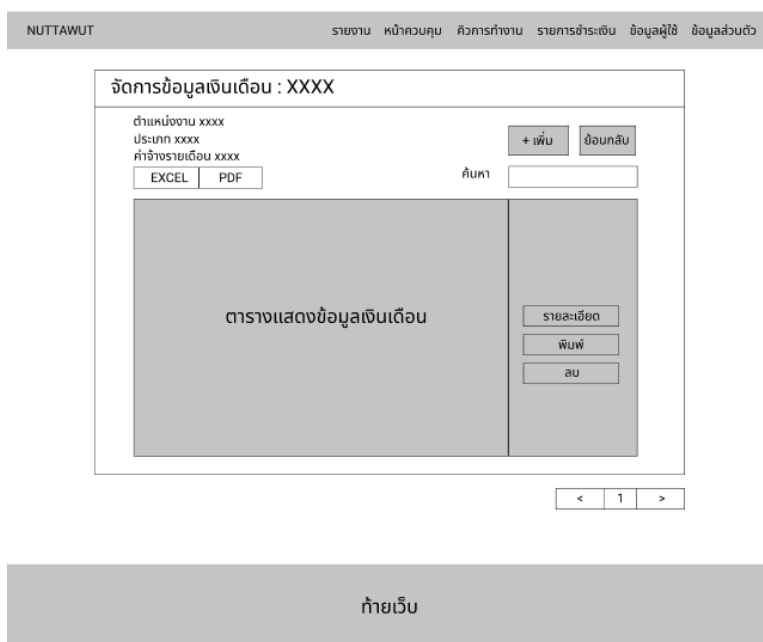 NUTTAWUT รายงาน หน้าควบคุม คิวการทำงาน รายการชำระเงิน ข้อมูลผู้ใช้ ข้อมูลส่วนตัว
จัดการข้อมูลเงินเดือน : XXXX
ตำแหน่งงาน xxxx
ประเภท xxxx
ค่าจ้างรายเดือน xxxx
+ เพิ่ม ย้อนกลับ
EXCEL PDF
ค้นหา
ตารางแสดงข้อมูลเงินเดือน
รายละเอียด
พิมพ์
ลบ
< 1 >
ท้ายเว็บ